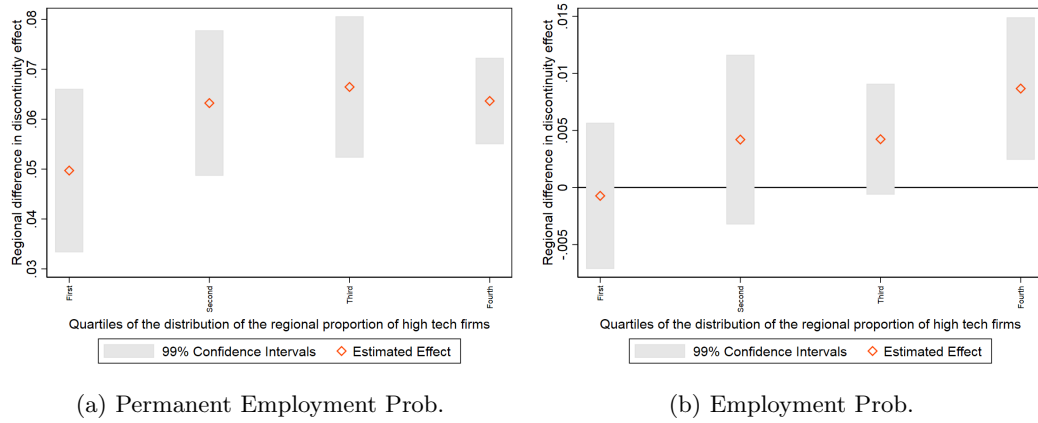 Regional difference in discontinuity effect
.08
.07
.06
.05
.04
.03
First
Second
Third
Fourth
Quartiles of the distribution of the regional proportion of high tech firms
99% Confidence Intervals Estimated Effect
(a) Permanent Employment Prob.
Regional difference in discontinuity effect
.015
.01
.005
0
-.005
First
Second
Third
Fourth
Quartiles of the distribution of the regional proportion of high tech firms
99% Confidence Intervals Estimated Effect
(b) Employment Prob.